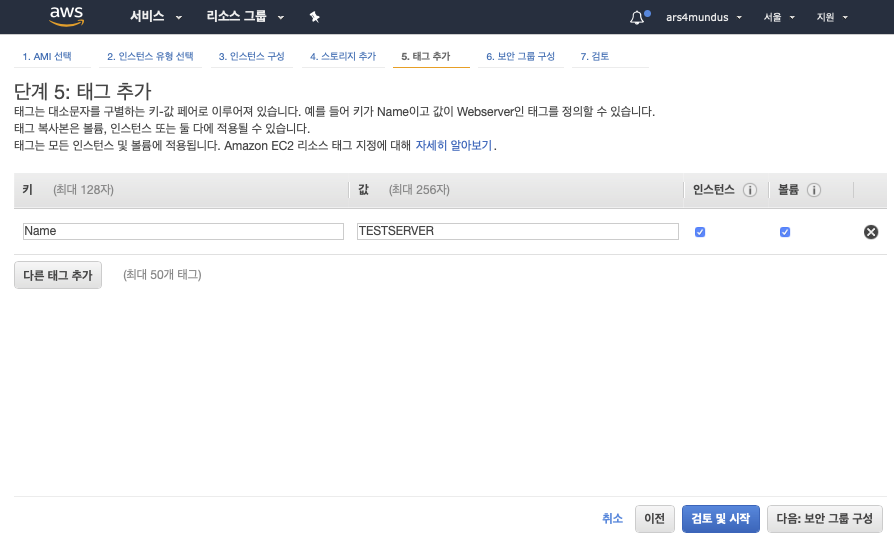 aws 서비스 리소스 그룹 ars4mundus 서울 지원
1. AMI 선택 2. 인스턴스 유형 선택 3. 인스턴스 구성 4. 스토리지 추가 5. 태그 추가 6. 보안 그룹 구성 7. 검토
단계 5: 태그 추가
태그는 대소문자를 구별하는 키-값 페어로 이루어져 있습니다. 예를 들어 키가 Name이고 값이 Webserver인 태그를 정의할 수 있습니다.
태그 복사본은 볼륨, 인스턴스 또는 둘 다에 적용될 수 있습니다.
태그는 모든 인스턴스 및 볼륨에 적용됩니다. Amazon EC2 리소스 태그 지정에 대해 자세히 알아보기.
키 (최대 128자) 값 (최대 256자) 인스턴스 i 볼륨 i
Name TESTSERVER
다른 태그 추가 (최대 50개 태그)
취소 이전 검토 및 시작 다음: 보안 그룹 구성